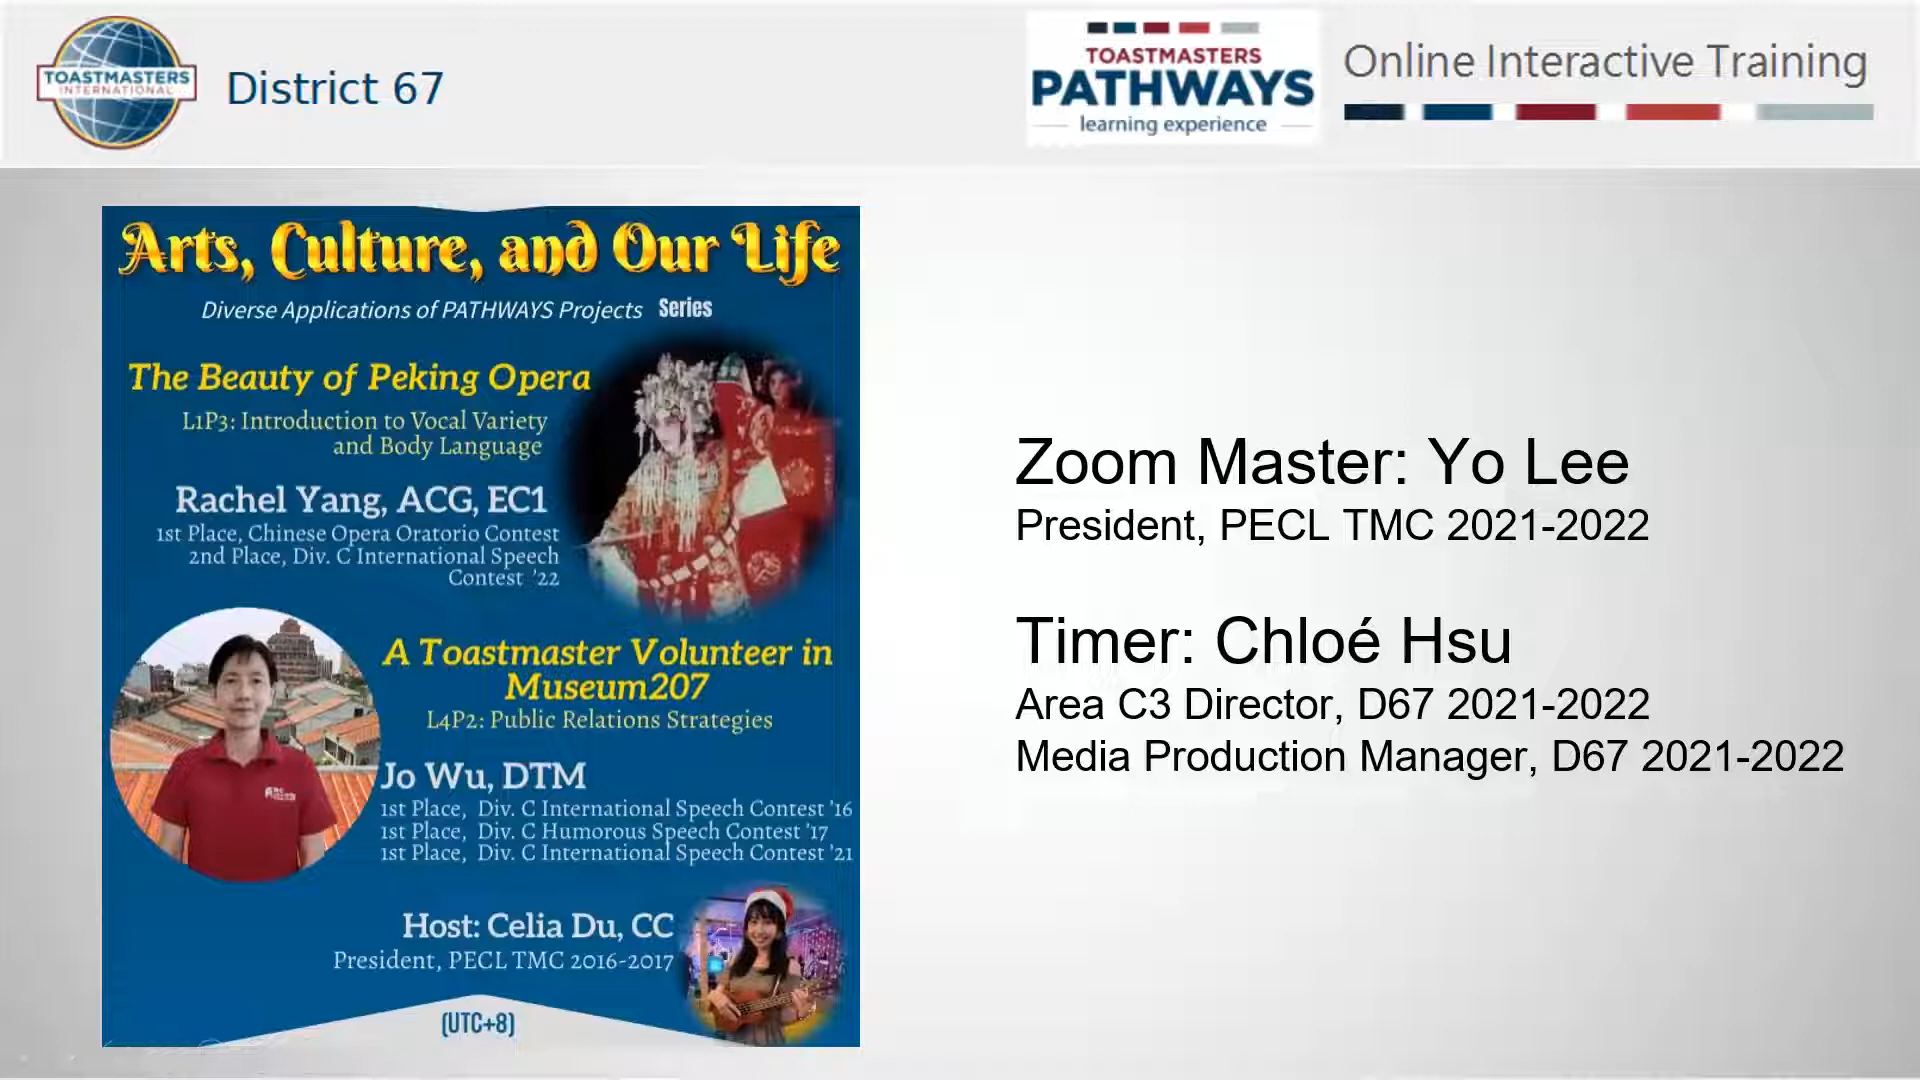 TOASTMASTERS
INTERNATIONAL
District 67
TOASTMASTERS
PATHWAYS
learning experience
Online Interactive Training
Arts, Culture, and Our Life
Diverse Applications of PATHWAYS Projects Series
The Beauty of Peking Opera
L1P3: Introduction to Vocal Variety
and Body Language
Rachel Yang, ACG, EC1
1st Place, Chinese Opera Oratorio Contest
2nd Place, Div. C International Speech
Contest '22
A Toastmaster Volunteer in
Museum207
L4P2: Public Relations Strategies
Jo Wu, DTM
1st Place, Div. C International Speech Contest '16
1st Place, Div. C Humorous Speech Contest '17
1st Place, Div. C International Speech Contest '21
Host: Celia Du, CC
President, PECL TMC 2016-2017
(UTC+8)
Zoom Master: Yo Lee
President, PECL TMC 2021-2022
Timer: Chloé Hsu
Area C3 Director, D67 2021-2022
Media Production Manager, D67 2021-2022